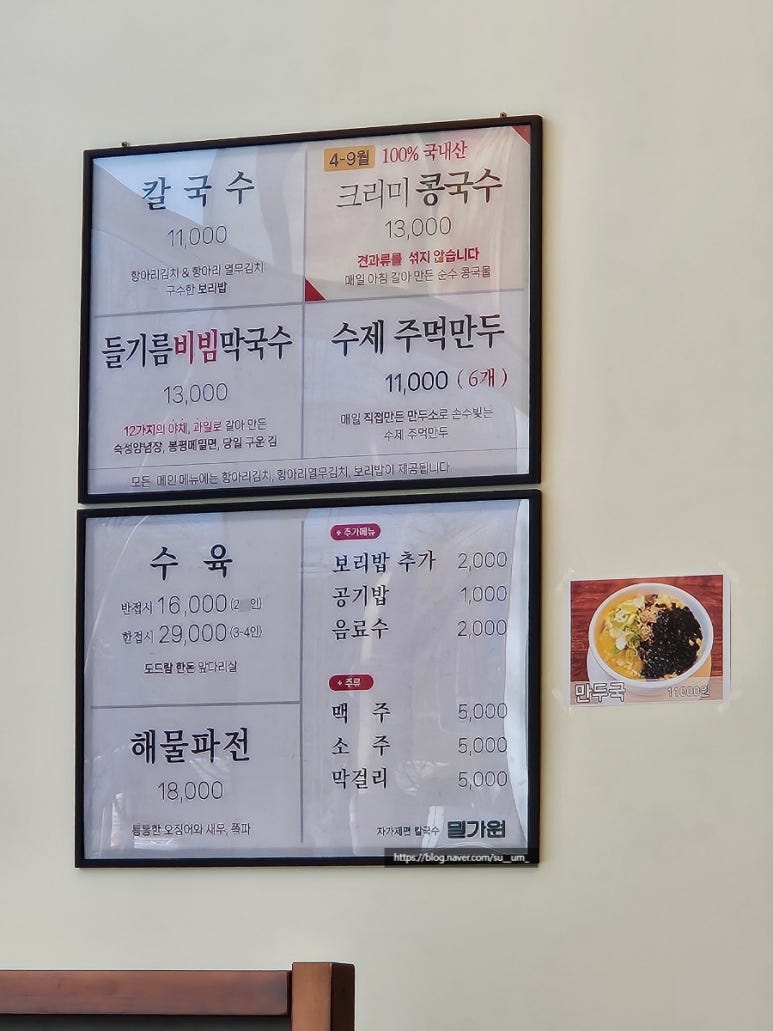 칼국수
11,000
항아리김치 & 항아리 열무김치
구수한 보리밥
4-9월 100% 국내산
크리미 콩국수
13,000
견과류를 섞지 않습니다
매일 아침 갈아 만든 순수 콩국물
들기름비빔막국수
13,000
12가지의 야채, 과일로 갈아 만든
숙성양념장, 봉평메밀면, 당일 구운 김
수제 주먹만두
11,000 (6개)
매일 직접만든 만두소로 손수빚는
수제 주먹만두
모든 메인 메뉴에는 항아리김치, 항아리열무김치, 보리밥이 제공됩니다.
수육
반접시 16,000 (2 인)
한접시 29,000 (3-4인)
도드람 한돈 앞다리살
해물파전
18,000
통통한 오징어와 새우, 쪽파
+ 추가메뉴
보리밥 추가 2,000
공기밥 1,000
음료수 2,000
+ 주류
맥주 5,000
소주 5,000
막걸리 5,000
자가제면 칼국수 밀가원
만두국 11000원
https://blog.naver.com/su_um_